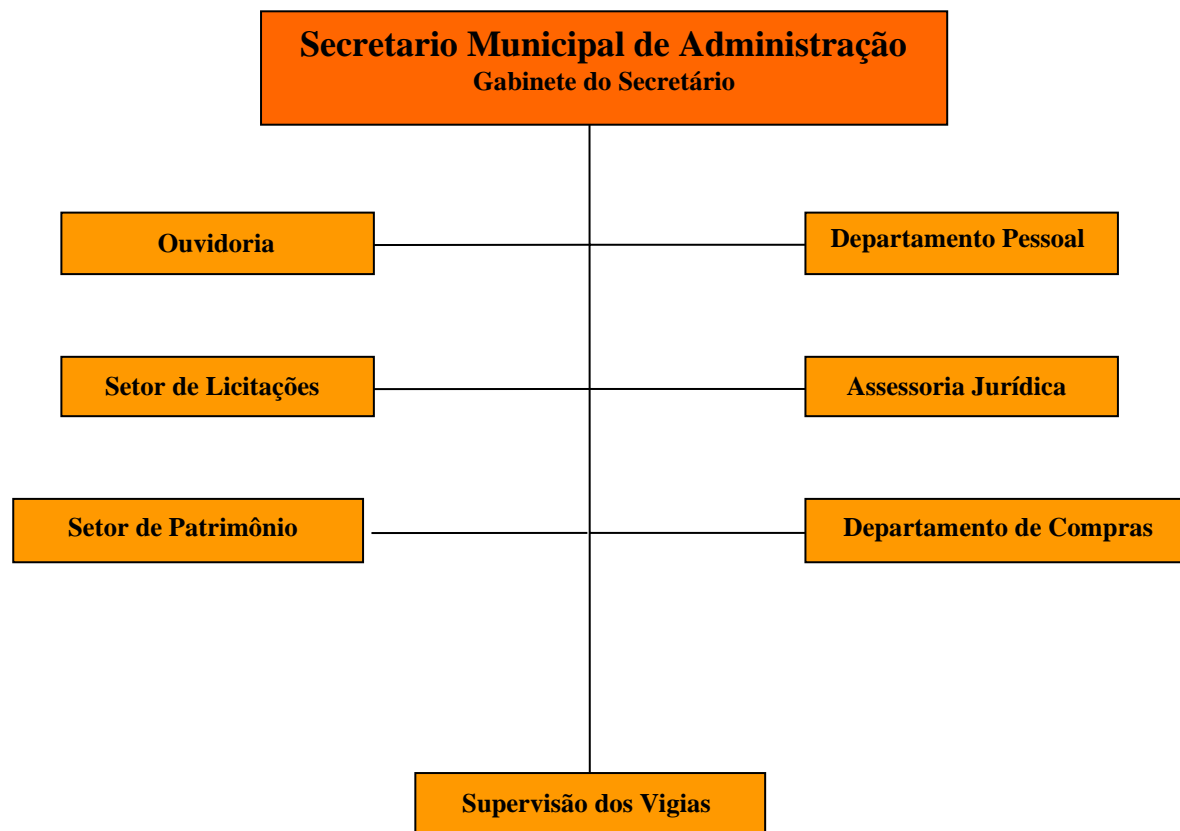 Secretario Municipal de Administração
Gabinete do Secretário
Ouvidoria
Departamento Pessoal
Setor de Licitações
Assessoria Jurídica
Setor de Patrimônio
Departamento de Compras
Supervisão dos Vigias